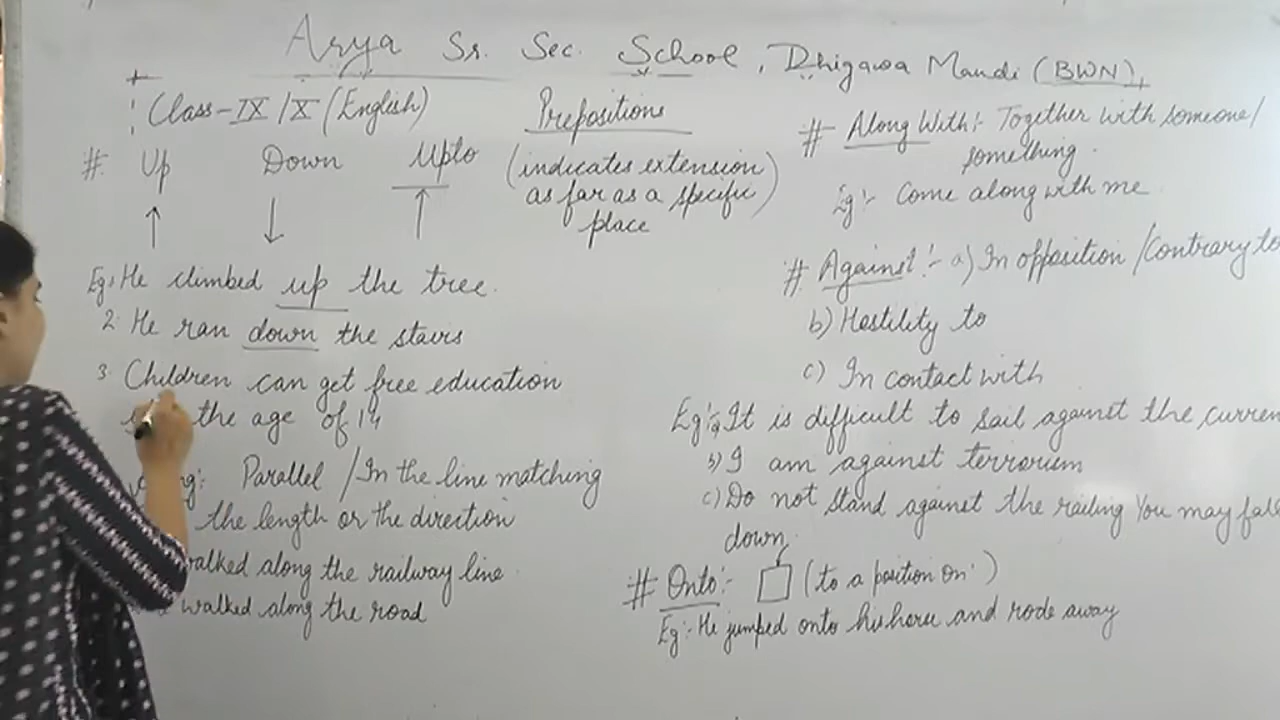 Arya Sr. Sec. School, Dhigawa Mandi (BWN)
Class-IX/X (English)
Prepositions
# Up Down Upto (indicates extension
as far as a specific
place)
Eg: He climbed up the tree.
2. He ran down the stairs
3 Children can get free education
the age of 14
Parallel / In the line matching
the length or the direction
walked along the railway line
walked along the road
# Along With:- Together with someone/
something.
Eg:- Come along with me
# Against:- a) In opposition / Contrary to
b) Hostility to
c) In contact with
Eg:- a) It is difficult to sail against the
b) I am against terrorism
c) Do not stand against the railing You may fall
down
# Onto:- (to a position on)
Eg:- He jumped onto his horse and rode away